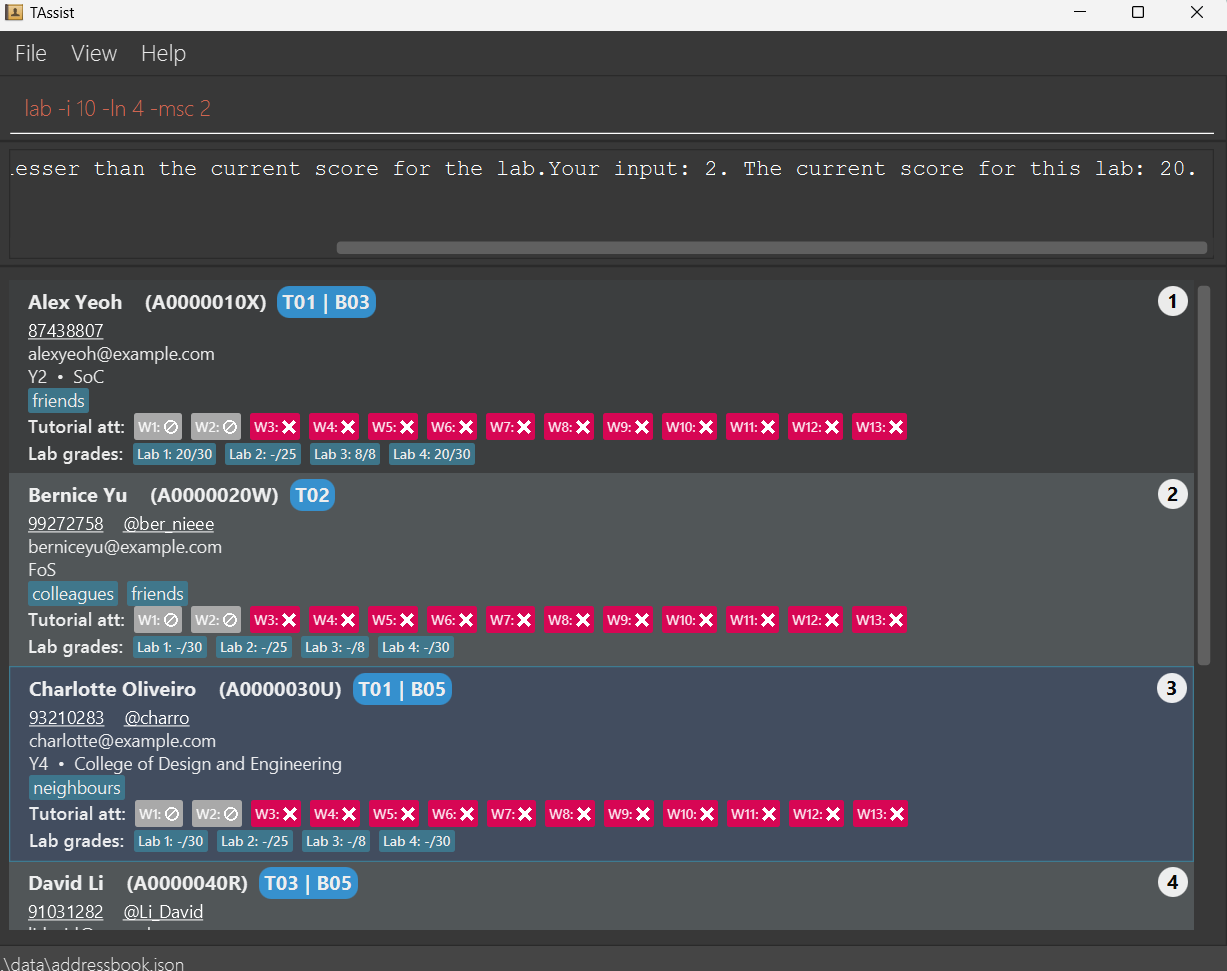 TAssist
File View Help
lab -i 10 -ln 4 -msc 2
esser than the current score for the lab.Your input: 2. The current score for this lab: 20.
Alex Yeoh (A0000010X) T01 | B03 1
87438807
alexyeoh@example.com
Y2 • SoC
friends
Tutorial att: W1: W2: W3: W4: W5: W6: W7: W8: W9: W10: W11: W12: W13:
Lab grades: Lab 1: 20/30 Lab 2: -/25 Lab 3: 8/8 Lab 4: 20/30
Bernice Yu (A0000020W) T02 2
99272758 @ber_nieee
berniceyu@example.com
FoS
colleagues friends
Tutorial att: W1: W2: W3: W4: W5: W6: W7: W8: W9: W10: W11: W12: W13:
Lab grades: Lab 1: -/30 Lab 2: -/25 Lab 3: -/8 Lab 4: -/30
Charlotte Oliveiro (A0000030U) T01 | B05 3
93210283 @charro
charlotte@example.com
Y4 • College of Design and Engineering
neighbours
Tutorial att: W1: W2: W3: W4: W5: W6: W7: W8: W9: W10: W11: W12: W13:
Lab grades: Lab 1: -/30 Lab 2: -/25 Lab 3: -/8 Lab 4: -/30
David Li (A0000040R) T03 | B05 4
91031282 @Li_David
.\data\addressbook.json